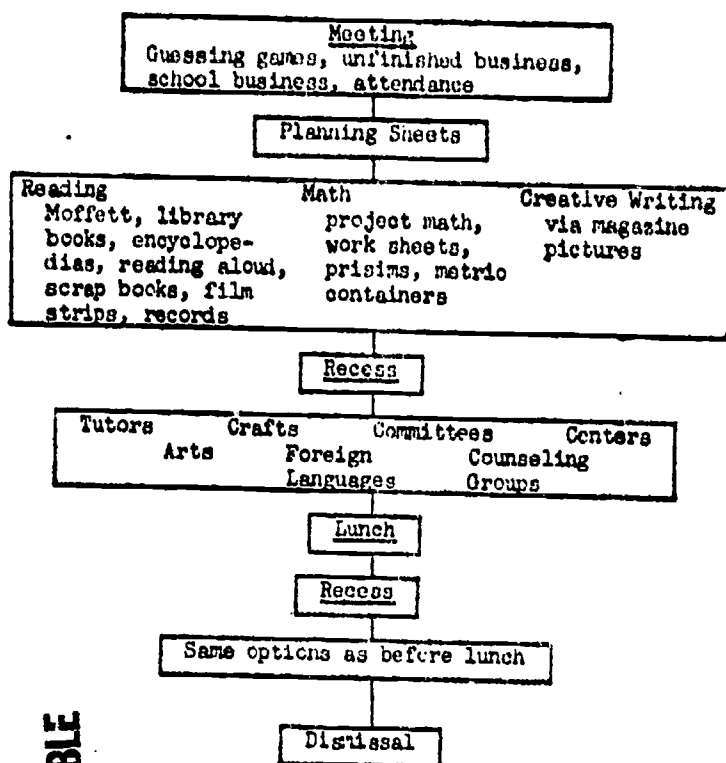 Meeting
Guessing games, unfinished business,
school business, attendance
Planning Sheets
Reading
Moffett, library
books, encyclope-
dias, reading aloud,
scrap books, film
strips, records
Math
project math,
work sheets,
prisims, metric
containers
Creative Writing
via magazine
pictures
Recess
Tutors Crafts Committees Centers
Arts Foreign Counseling
Languages Groups
Lunch
Recess
Same options as before lunch
Dismissal
BLE